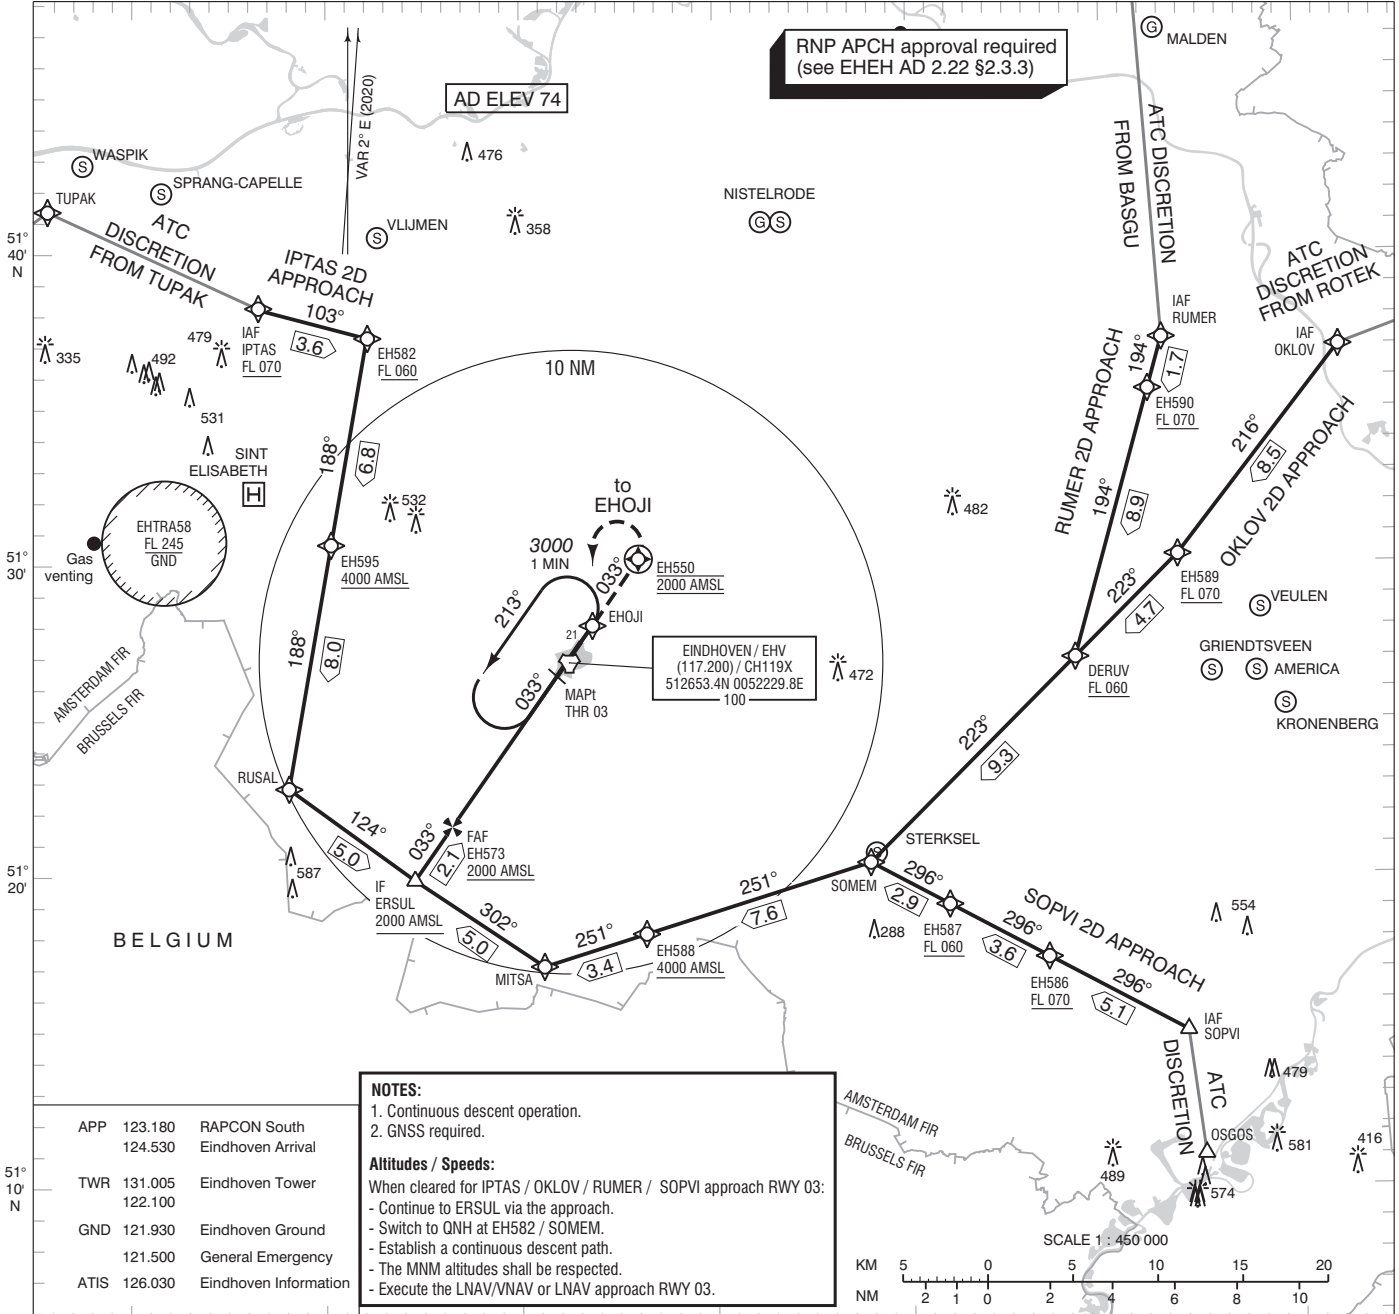 MALDEN
RNP APCH approval required
(see EHEH AD 2.22 §2.3.3)
AD ELEV 74
VAR 2° E (2020)
476
WASPIK
SPRANG-CAPELLE
TUPAK
VLIJMEN
358
NISTELRODE
G
S
S
S
S
G
ATC DISCRETION
FROM BASGU
ATC
DISCRETION
FROM TUPAK
IPTAS 2D
APPROACH
103°
3.6
51°
40'
N
ATC
DISCRETION
FROM ROTEK
IAF
RUMER
IAF
OKLOV
335
492
479
531
IAF
IPTAS
FL 070
EH582
FL 060
10 NM
194°
1.7
EH590
FL 070
RUMER 2D APPROACH
194°
8.9
216°
8.5
OKLOV 2D APPROACH
SINT
ELISABETH
H
188°
6.8
532
482
to
EHOJI
EHTRA58
FL 245
GND
Gas
venting
51°
30'
EH595
4000 AMSL
3000
1 MIN
033°
EH550
2000 AMSL
EH589
FL 070
223°
4.7
S
VEULEN
GRIENDTSVEEN
S
S
AMERICA
S
KRONENBERG
213°
EHOJI
21
EINDHOVEN / EHV
(117.200) / CH119X
512653.4N 0052229.8E
100
472
DERUV
FL 060
188°
8.0
033°
MAPt
THR 03
AMSTERDAM FIR
BRUSSELS FIR
223°
9.3
RUSAL
124°
5.0
033°
2.1
FAF
EH573
2000 AMSL
S
STERKSEL
SOMEM
587
51°
20'
IF
ERSUL
2000 AMSL
302°
5.0
251°
3.4
251°
7.6
EH588
4000 AMSL
MITSA
288
296°
2.9
EH587
FL 060
296°
3.6
EH586
FL 070
SOPVI 2D APPROACH
296°
5.1
554
IAF
SOPVI
BELGIUM
ATC
DISCRETION
OSGOS
479
581
416
489
574
AMSTERDAM FIR
BRUSSELS FIR
51°
10'
N
APP 123.180 RAPCON South
124.530 Eindhoven Arrival
TWR 131.005 Eindhoven Tower
122.100
GND 121.930 Eindhoven Ground
121.500 General Emergency
ATIS 126.030 Eindhoven Information
NOTES:
1. Continuous descent operation.
2. GNSS required.
Altitudes / Speeds:
When cleared for IPTAS / OKLOV / RUMER / SOPVI approach RWY 03:
- Continue to ERSUL via the approach.
- Switch to QNH at EH582 / SOMEM.
- Establish a continuous descent path.
- The MNM altitudes shall be respected.
- Execute the LNAV/VNAV or LNAV approach RWY 03.
SCALE 1 : 450 000
KM 5 0 5 10 15 20
NM 2 1 0 2 4 6 8 10